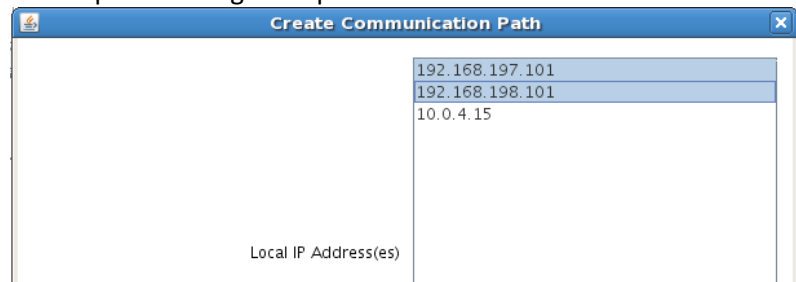 Create Communication Path
192.168.197.101
192.168.198.101
10.0.4.15
Local IP Address(es)